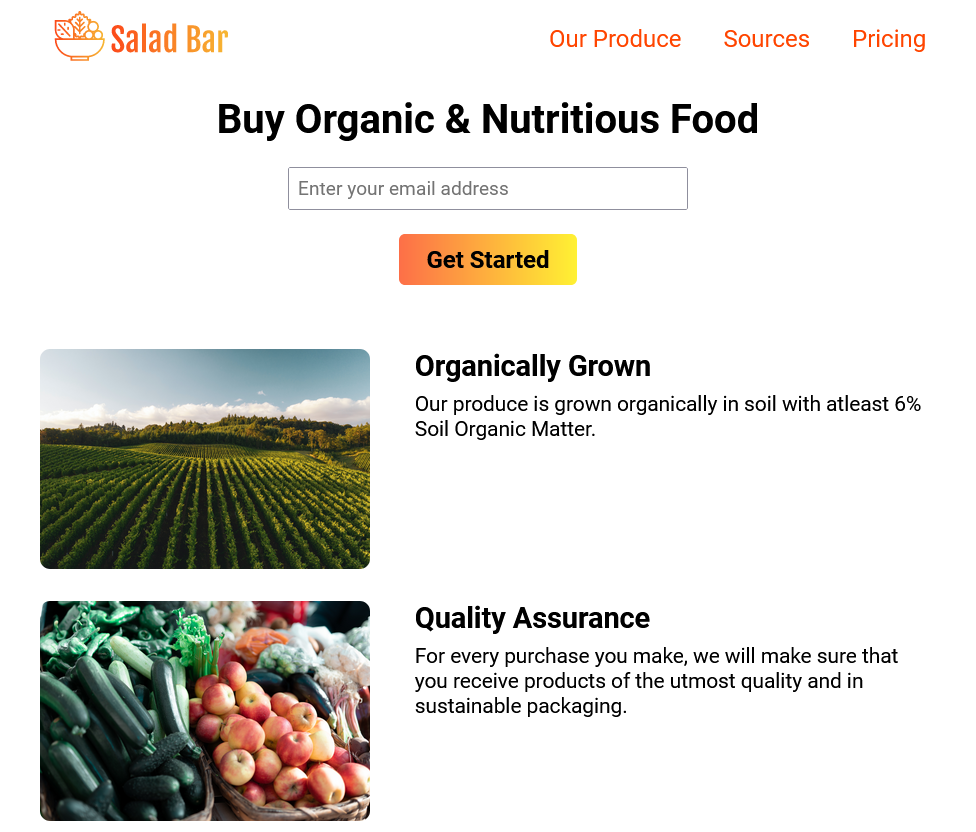 Salad Bar
Our Produce Sources Pricing
Buy Organic & Nutritious Food
Enter your email address
Get Started
Organically Grown
Our produce is grown organically in soil with atleast 6%
Soil Organic Matter.
Quality Assurance
For every purchase you make, we will make sure that
you receive products of the utmost quality and in
sustainable packaging.